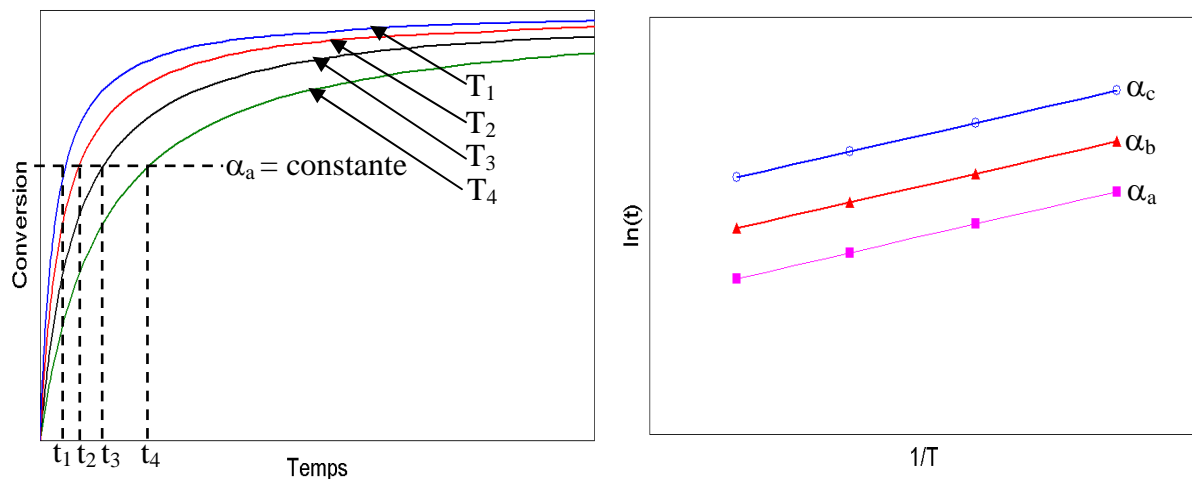 T1
T2
T3
αa = constante
T4
Conversion
t1 t2 t3 t4
Temps
αc
αb
αa
ln(t)
1/T